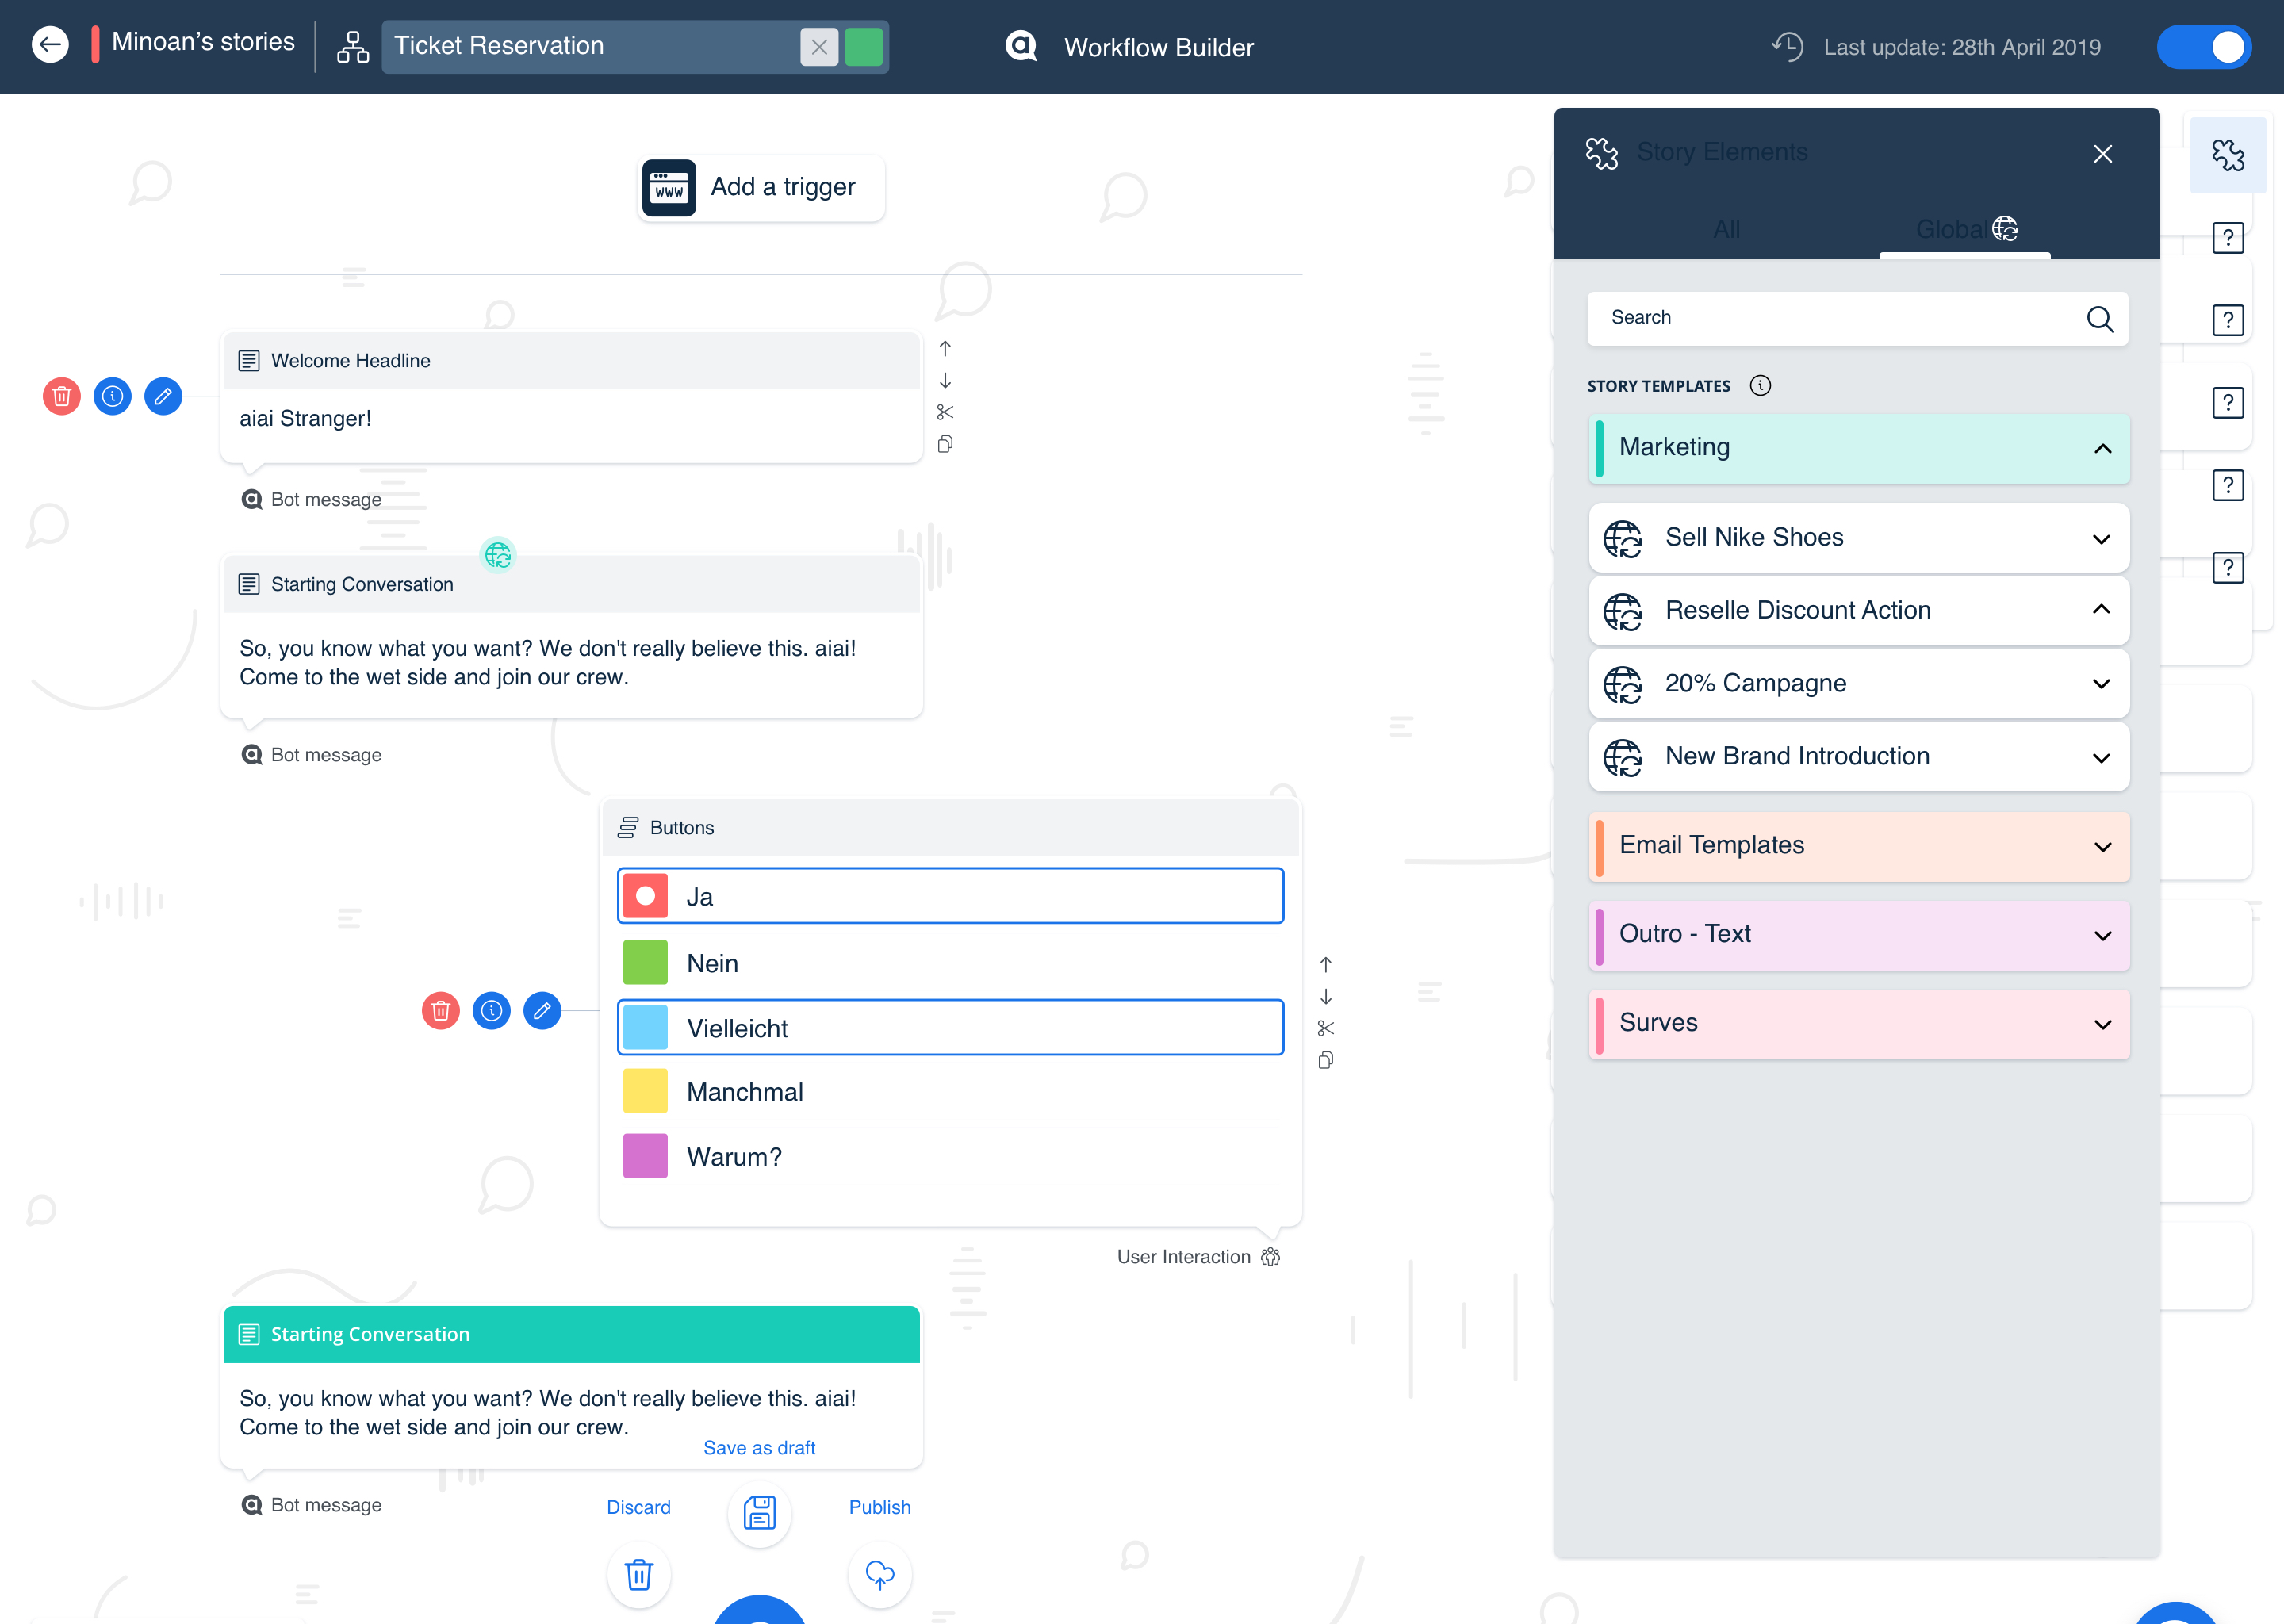 Minoan’s stories
Ticket Reservation
Workflow Builder
Last update: 28th April 2019
WWW
Add a trigger
Welcome Headline
aiai Stranger!
Bot message
Starting Conversation
So, you know what you want? We don't really believe this. aiai!
Come to the wet side and join our crew.
Bot message
Buttons
Ja
Nein
Vielleicht
Manchmal
Warum?
User Interaction
Starting Conversation
So, you know what you want? We don't really believe this. aiai!
Come to the wet side and join our crew.
Save as draft
Bot message
Discard
Publish
Story Elements
All
Global
Search
STORY TEMPLATES
Marketing
Sell Nike Shoes
Reselle Discount Action
20% Campagne
New Brand Introduction
Email Templates
Outro - Text
Surves
?
?
?
?
?